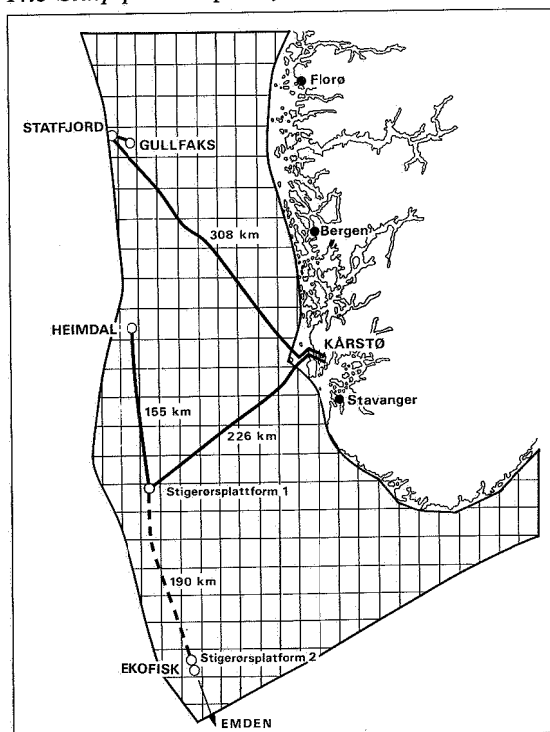 Florø
STATFJORD
GULLFAKS
308 km
Bergen
HEIMDAL
KÅRSTØ
155 km
226 km
Stavanger
Stigerørsplattform 1
190 km
Stigerørsplatform 2
EKOFISK
EMDEN